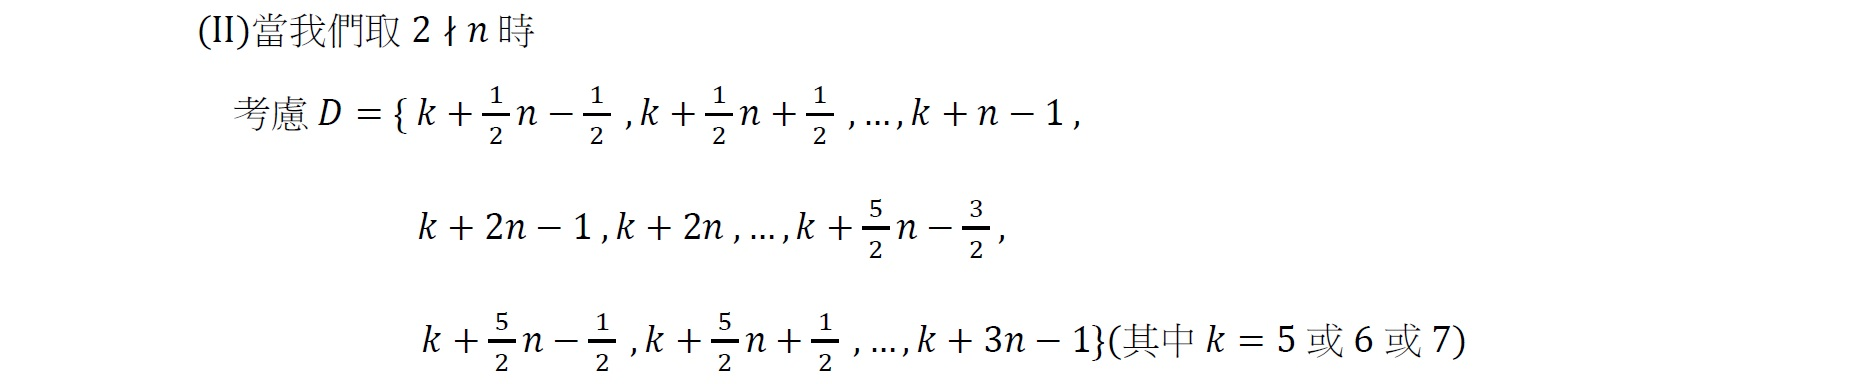 (II)當我們取 2 ∤ n 時
考慮 D = { k + 1/2 n − 1/2 , k + 1/2 n + 1/2 , … , k + n − 1 ,
k + 2n − 1 , k + 2n , … , k + 5/2 n − 3/2 ,
k + 5/2 n − 1/2 , k + 5/2 n + 1/2 , … , k + 3n − 1}(其中 k = 5 或 6 或 7)